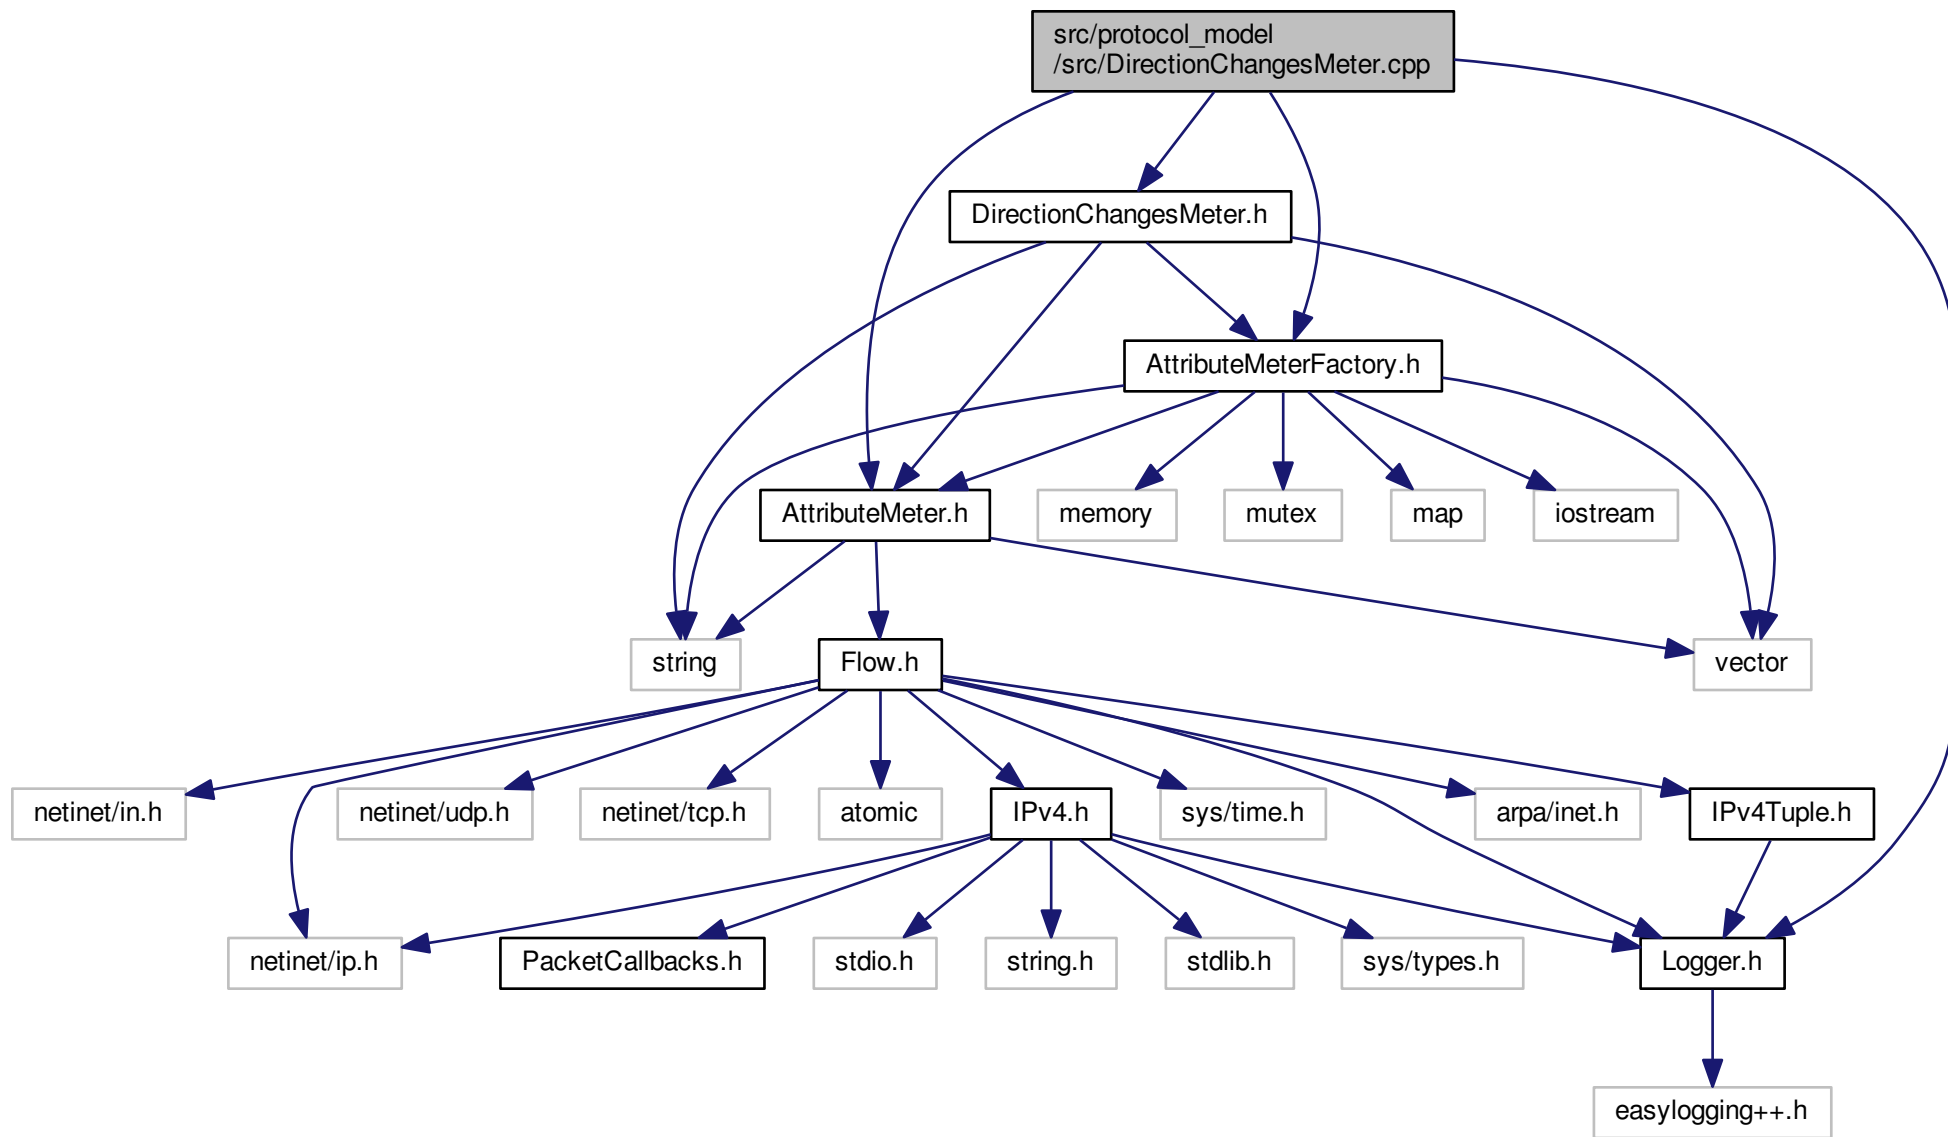 src/protocol_model
/src/DirectionChangesMeter.cpp
DirectionChangesMeter.h
AttributeMeterFactory.h
AttributeMeter.h
memory
mutex
map
iostream
string
Flow.h
vector
netinet/in.h
netinet/udp.h
netinet/tcp.h
atomic
IPv4.h
sys/time.h
arpa/inet.h
IPv4Tuple.h
netinet/ip.h
PacketCallbacks.h
stdio.h
string.h
stdlib.h
sys/types.h
Logger.h
easylogging++.h